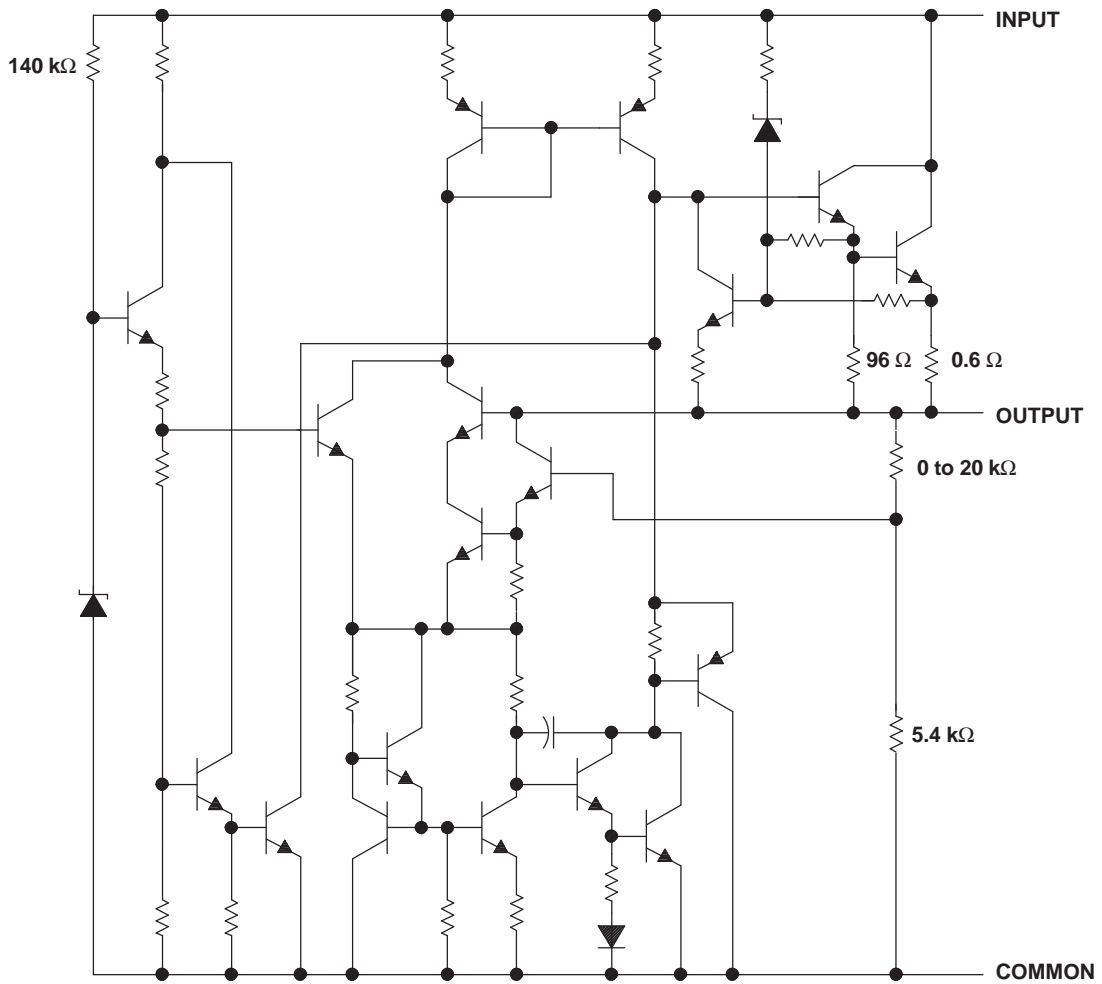 INPUT
140 kΩ
96 Ω
0.6 Ω
OUTPUT
0 to 20 kΩ
5.4 kΩ
COMMON